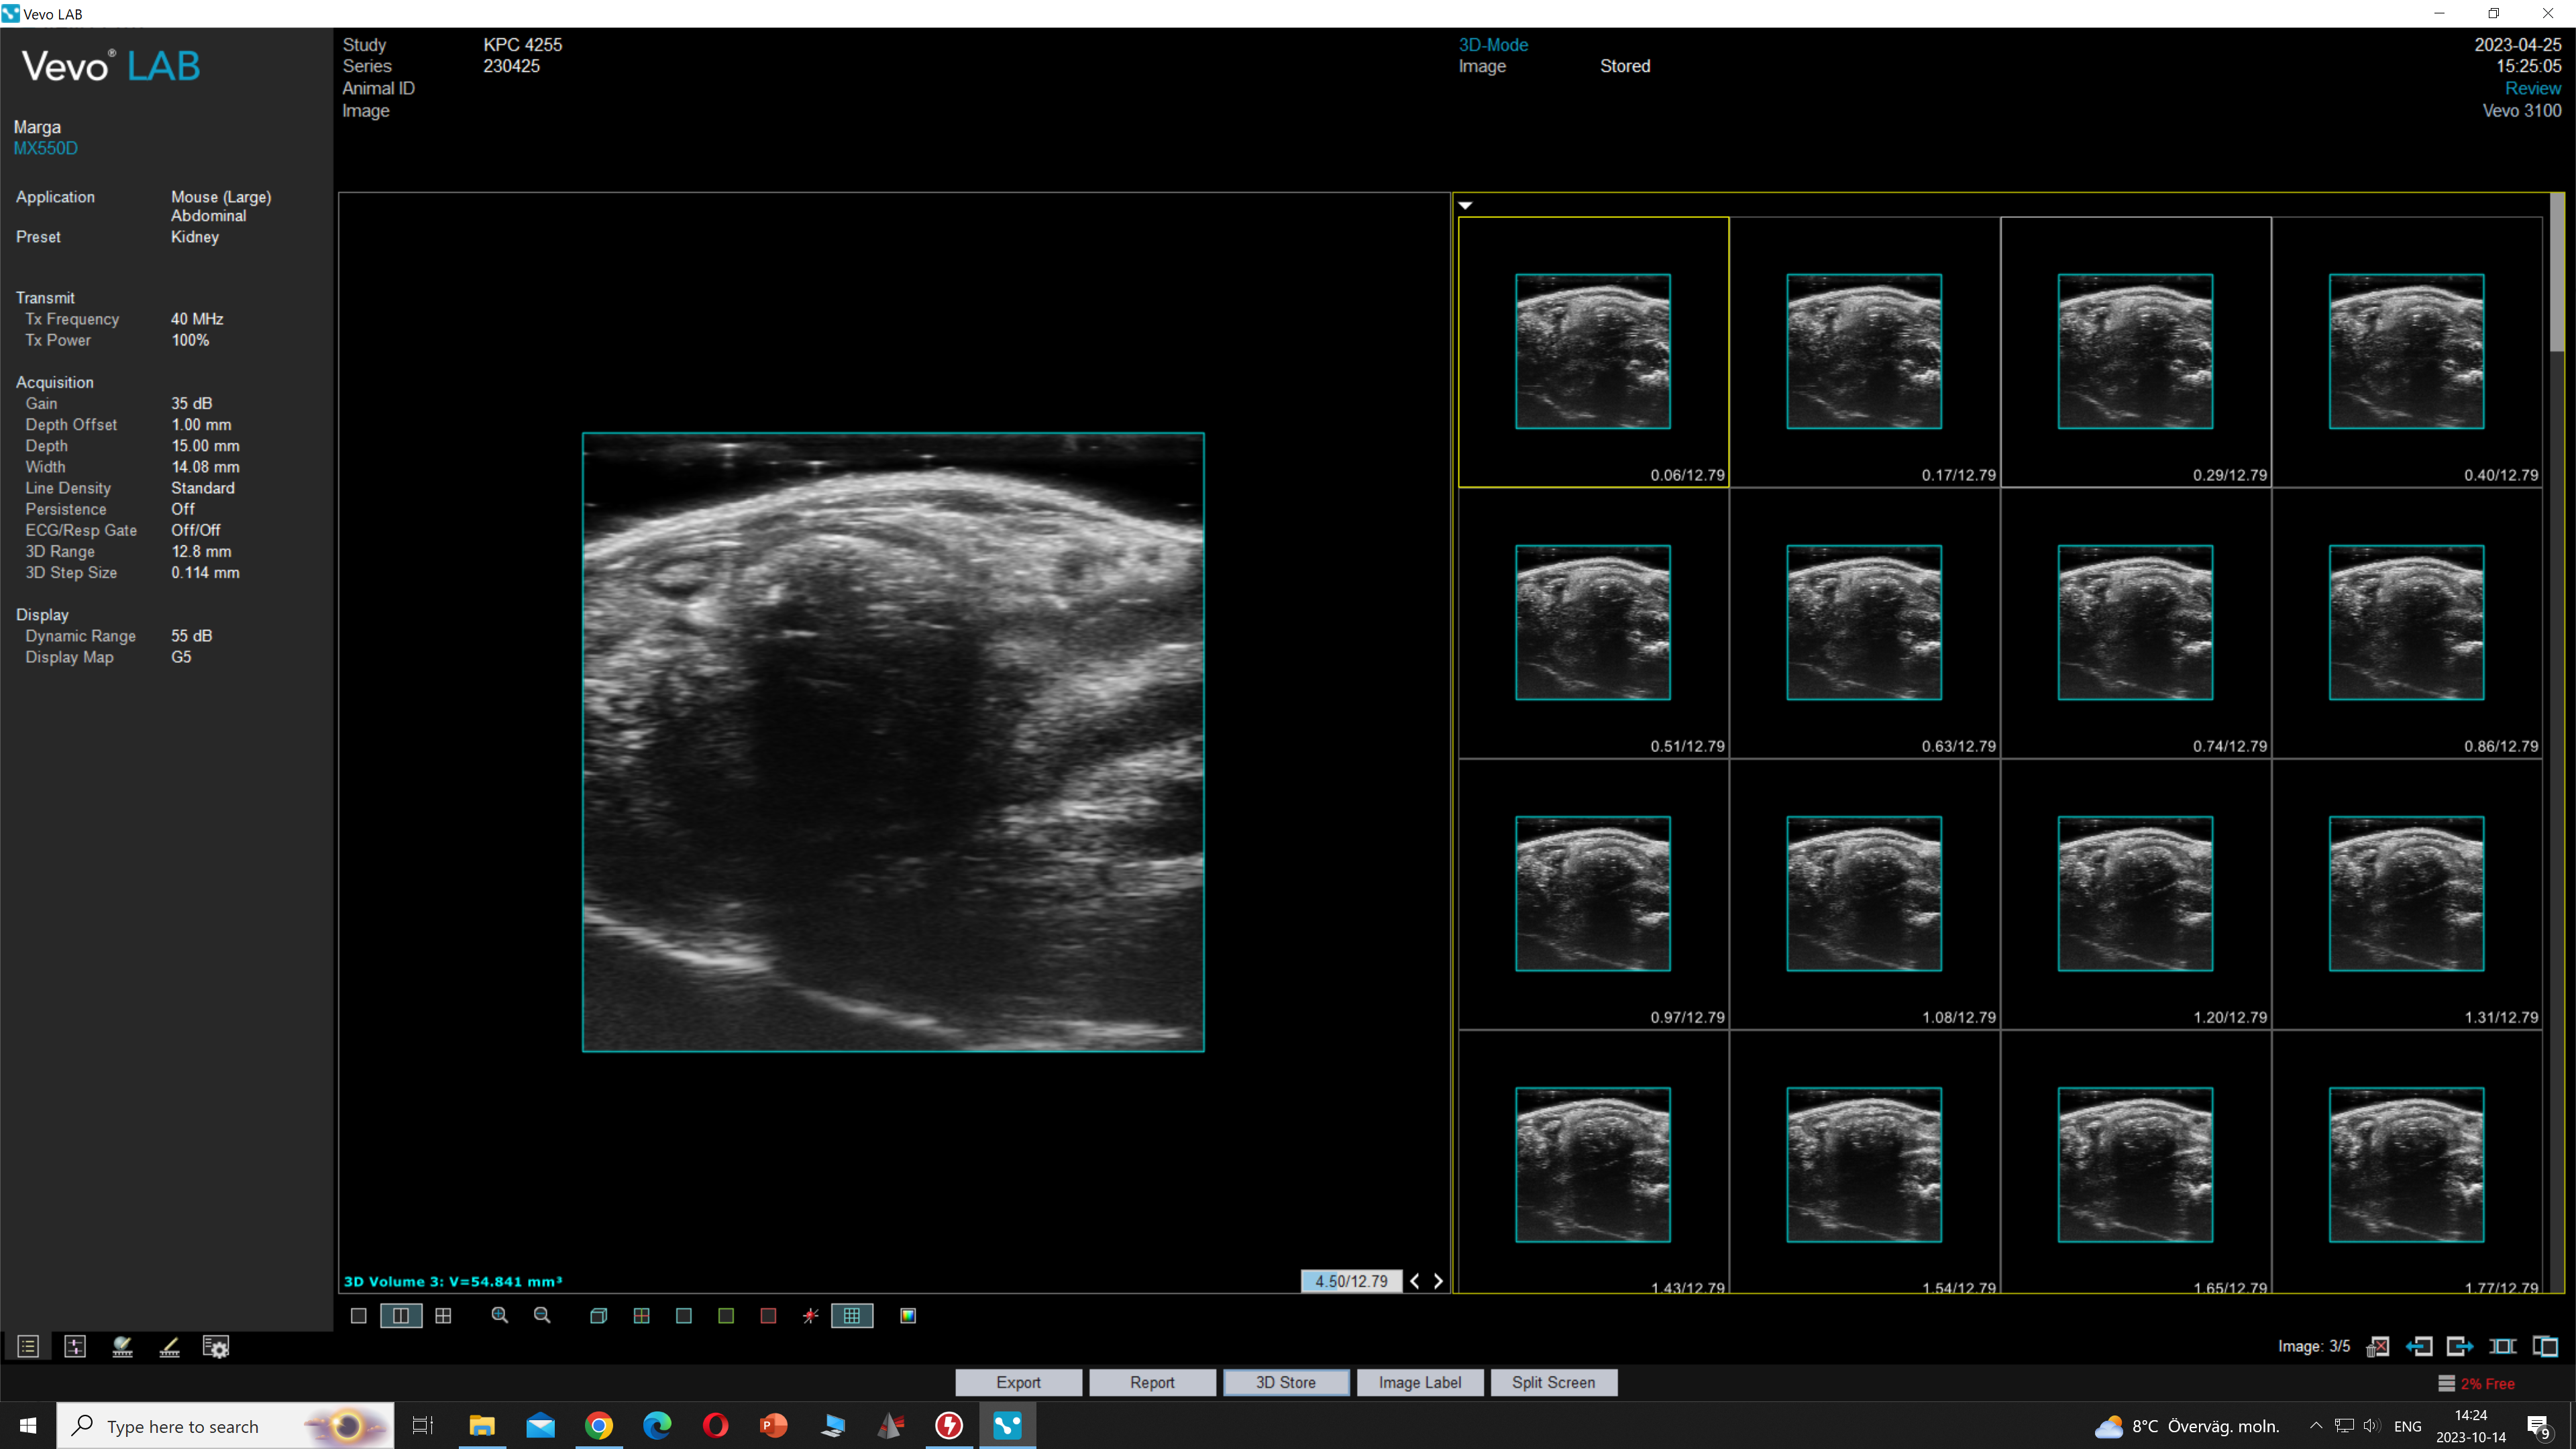 Vevo LAB
Vevo® LAB
Marga
MX550D
Application Mouse (Large)
Abdominal
Preset Kidney
Transmit
Tx Frequency 40 MHz
Tx Power 100%
Acquisition
Gain 35 dB
Depth Offset 1.00 mm
Depth 15.00 mm
Width 14.08 mm
Line Density Standard
Persistence Off
ECG/Resp Gate Off/Off
3D Range 12.8 mm
3D Step Size 0.114 mm
Display
Dynamic Range 55 dB
Display Map G5
Study KPC 4255
Series 230425
Animal ID
Image
3D-Mode
Image Stored
2023-04-25
15:25:05
Review
Vevo 3100
0.06/12.79 0.17/12.79 0.29/12.79 0.40/12.79
0.51/12.79 0.63/12.79 0.74/12.79 0.86/12.79
0.97/12.79 1.08/12.79 1.20/12.79 1.31/12.79
1.43/12.79 1.54/12.79 1.65/12.79 1.77/12.79
3D Volume 3: V=54.841 mm³
4.50/12.79
Image: 3/5
Export Report 3D Store Image Label Split Screen
2% Free
Type here to search
8°C Överväg. moln.
ENG
14:24
2023-10-14
9